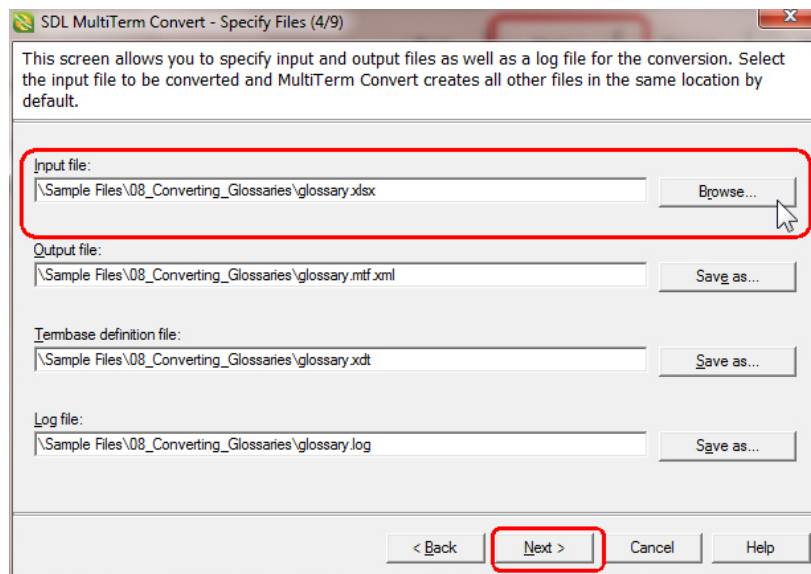 SDL MultiTerm Convert - Specify Files (4/9)
This screen allows you to specify input and output files as well as a log file for the conversion. Select
the input file to be converted and MultiTerm Convert creates all other files in the same location by
default.
Input file:
\Sample Files\08_Converting_Glossaries\glossary.xlsx
Browse...
Output file:
\Sample Files\08_Converting_Glossaries\glossary.mtf.xml
Save as...
Termbase definition file:
\Sample Files\08_Converting_Glossaries\glossary.xdt
Save as...
Log file:
\Sample Files\08_Converting_Glossaries\glossary.log
Save as...
< Back Next > Cancel Help